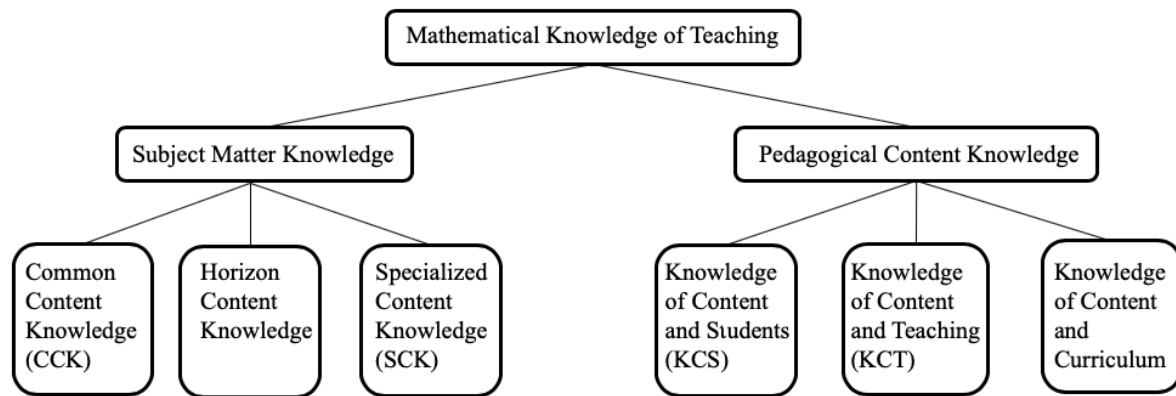 Mathematical Knowledge of Teaching
Subject Matter Knowledge
Pedagogical Content Knowledge
Common
Content
Knowledge
(CCK)
Horizon
Content
Knowledge
Specialized
Content
Knowledge
(SCK)
Knowledge
of Content
and Students
(KCS)
Knowledge
of Content
and Teaching
(KCT)
Knowledge
of Content
and
Curriculum